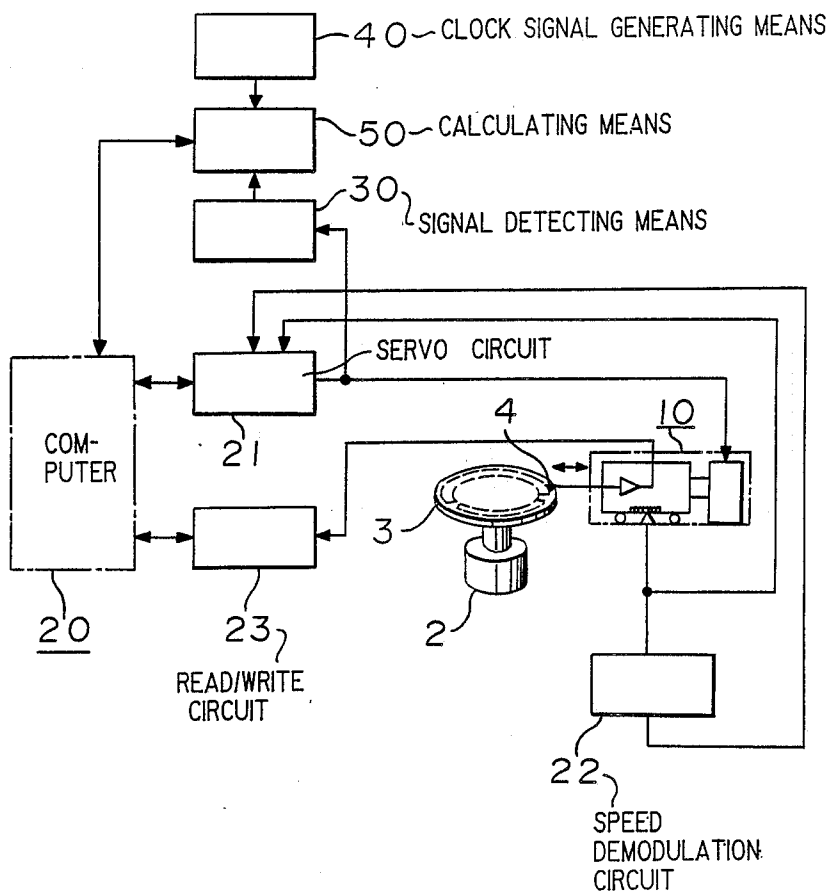 40 CLOCK SIGNAL GENERATING MEANS
50 CALCULATING MEANS
30 SIGNAL DETECTING MEANS
SERVO CIRCUIT
21
4
10
COM-
PUTER
3
20
23
2
READ/WRITE
CIRCUIT
22
SPEED
DEMODULATION
CIRCUIT